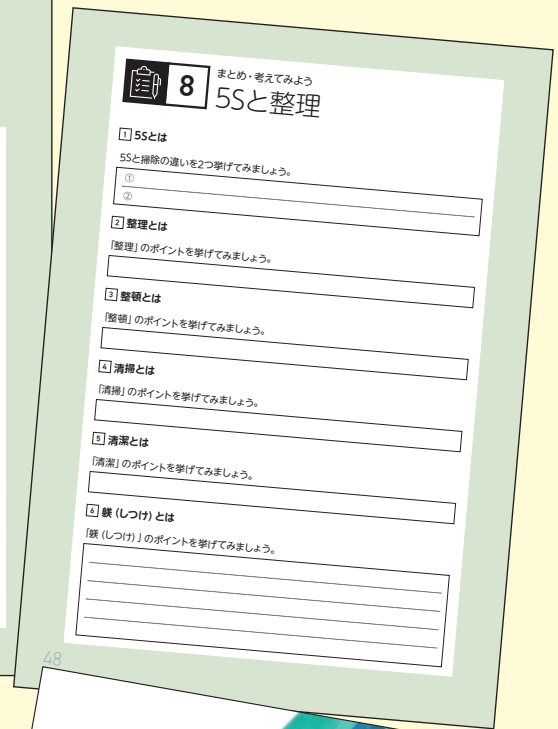 8
まとめ・考えてみよう
5Sと整理
1 5Sとは
5Sと掃除の違いを2つ挙げてみましょう。
①
②
2 整理とは
「整理」のポイントを挙げてみましょう。
3 整頓とは
「整頓」のポイントを挙げてみましょう。
4 清掃とは
「清掃」のポイントを挙げてみましょう。
5 清潔とは
「清潔」のポイントを挙げてみましょう。
6 躾 (しつけ) とは
「躾 (しつけ) 」のポイントを挙げてみましょう。
48